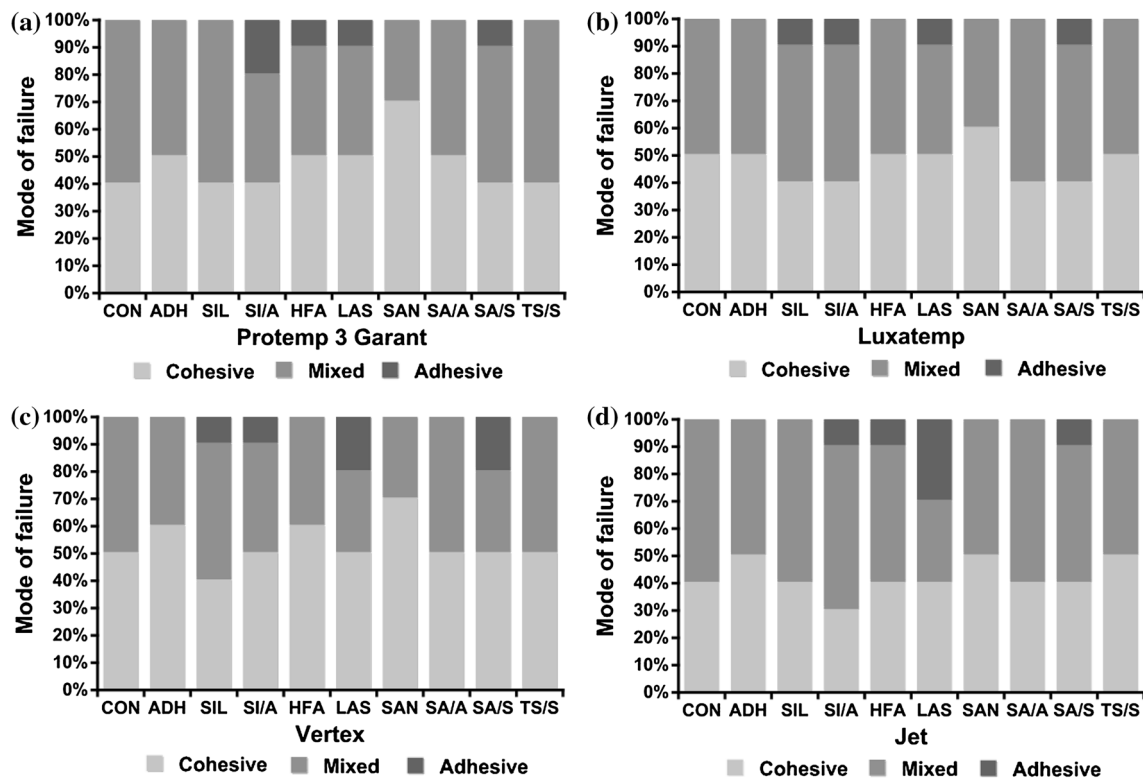 (a)
Mode of failure
100%
90%
80%
70%
60%
50%
40%
30%
20%
10%
0%
CON ADH SIL SI/A HFA LAS SAN SA/A SA/S TS/S
Protemp 3 Garant
Cohesive Mixed Adhesive
(b)
Mode of failure
100%
90%
80%
70%
60%
50%
40%
30%
20%
10%
0%
CON ADH SIL SI/A HFA LAS SAN SA/A SA/S TS/S
Luxatemp
Cohesive Mixed Adhesive
(c)
Mode of failure
100%
90%
80%
70%
60%
50%
40%
30%
20%
10%
0%
CON ADH SIL SI/A HFA LAS SAN SA/A SA/S TS/S
Vertex
Cohesive Mixed Adhesive
(d)
Mode of failure
100%
90%
80%
70%
60%
50%
40%
30%
20%
10%
0%
CON ADH SIL SI/A HFA LAS SAN SA/A SA/S TS/S
Jet
Cohesive Mixed Adhesive